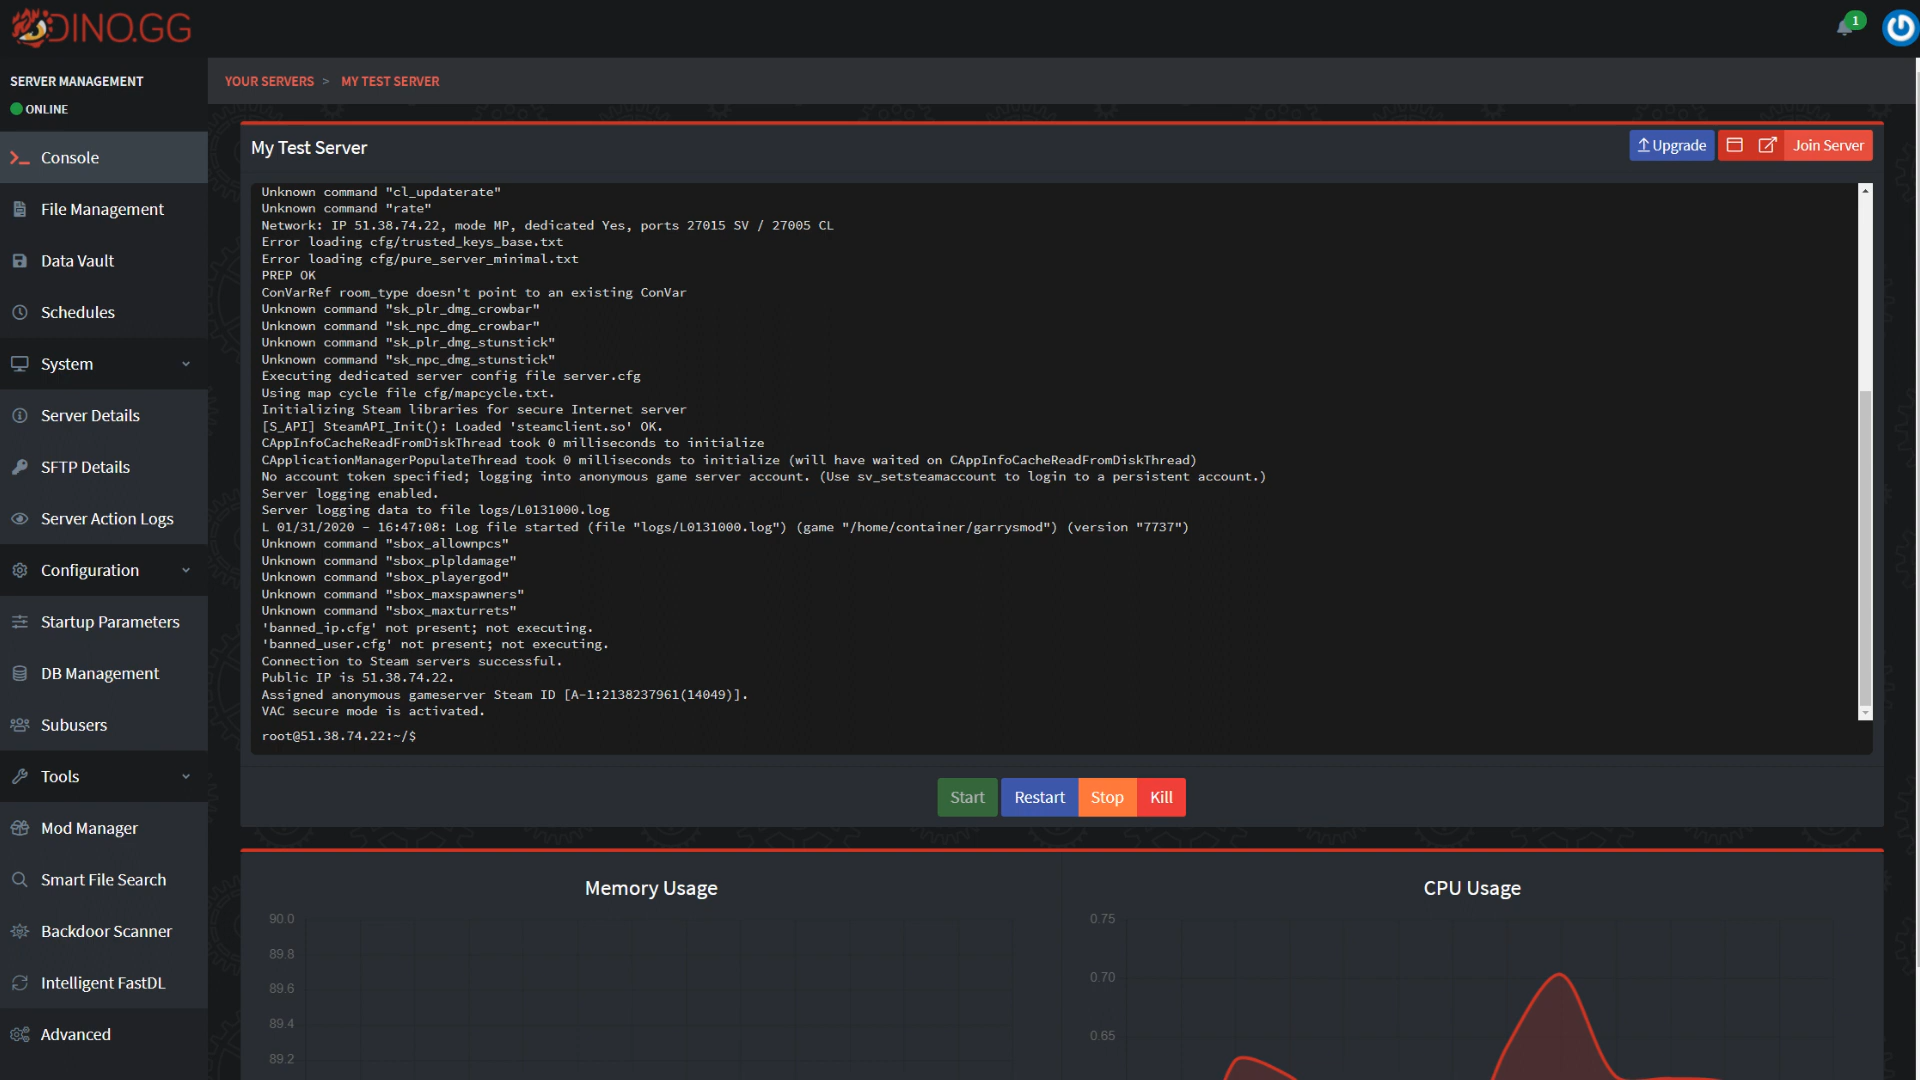 DINO.GG
1
SERVER MANAGEMENT
ONLINE
Console
File Management
Data Vault
Schedules
System
Server Details
SFTP Details
Server Action Logs
Configuration
Startup Parameters
DB Management
Subusers
Tools
Mod Manager
Smart File Search
Backdoor Scanner
Intelligent FastDL
Advanced
YOUR SERVERS > MY TEST SERVER
My Test Server
Upgrade
Join Server
Unknown command "cl_updaterate"
Unknown command "rate"
Network: IP 51.38.74.22, mode MP, dedicated Yes, ports 27015 SV / 27005 CL
Error loading cfg/trusted_keys_base.txt
Error loading cfg/pure_server_minimal.txt
PREP OK
ConVarRef room_type doesn't point to an existing ConVar
Unknown command "sk_plr_dmg_crowbar"
Unknown command "sk_npc_dmg_crowbar"
Unknown command "sk_plr_dmg_stunstick"
Unknown command "sk_npc_dmg_stunstick"
Executing dedicated server config file server.cfg
Using map cycle file cfg/mapcycle.txt.
Initializing Steam libraries for secure Internet server
[S_API] SteamAPI_Init(): Loaded 'steamclient.so' OK.
CAppInfoCacheReadFromDiskThread took 0 milliseconds to initialize
CApplicationManagerPopulateThread took 0 milliseconds to initialize (will have waited on CAppInfoCacheReadFromDiskThread)
No account token specified; logging into anonymous game server account. (Use sv_setsteamaccount to login to a persistent account.)
Server logging enabled.
Server logging data to file logs/L0131000.log
L 01/31/2020 - 16:47:08: Log file started (file "logs/L0131000.log") (game "/home/container/garrysmod") (version "7737")
Unknown command "sbox_allownpcs"
Unknown command "sbox_plpldamage"
Unknown command "sbox_playergod"
Unknown command "sbox_maxspawners"
Unknown command "sbox_maxturrets"
'banned_ip.cfg' not present; not executing.
'banned_user.cfg' not present; not executing.
Connection to Steam servers successful.
Public IP is 51.38.74.22.
Assigned anonymous gameserver Steam ID [A-1:2138237961(14049)].
VAC secure mode is activated.
root@51.38.74.22:~/$
Start Restart Stop Kill
Memory Usage
90.0
89.8
89.6
89.4
89.2
CPU Usage
0.75
0.70
0.65